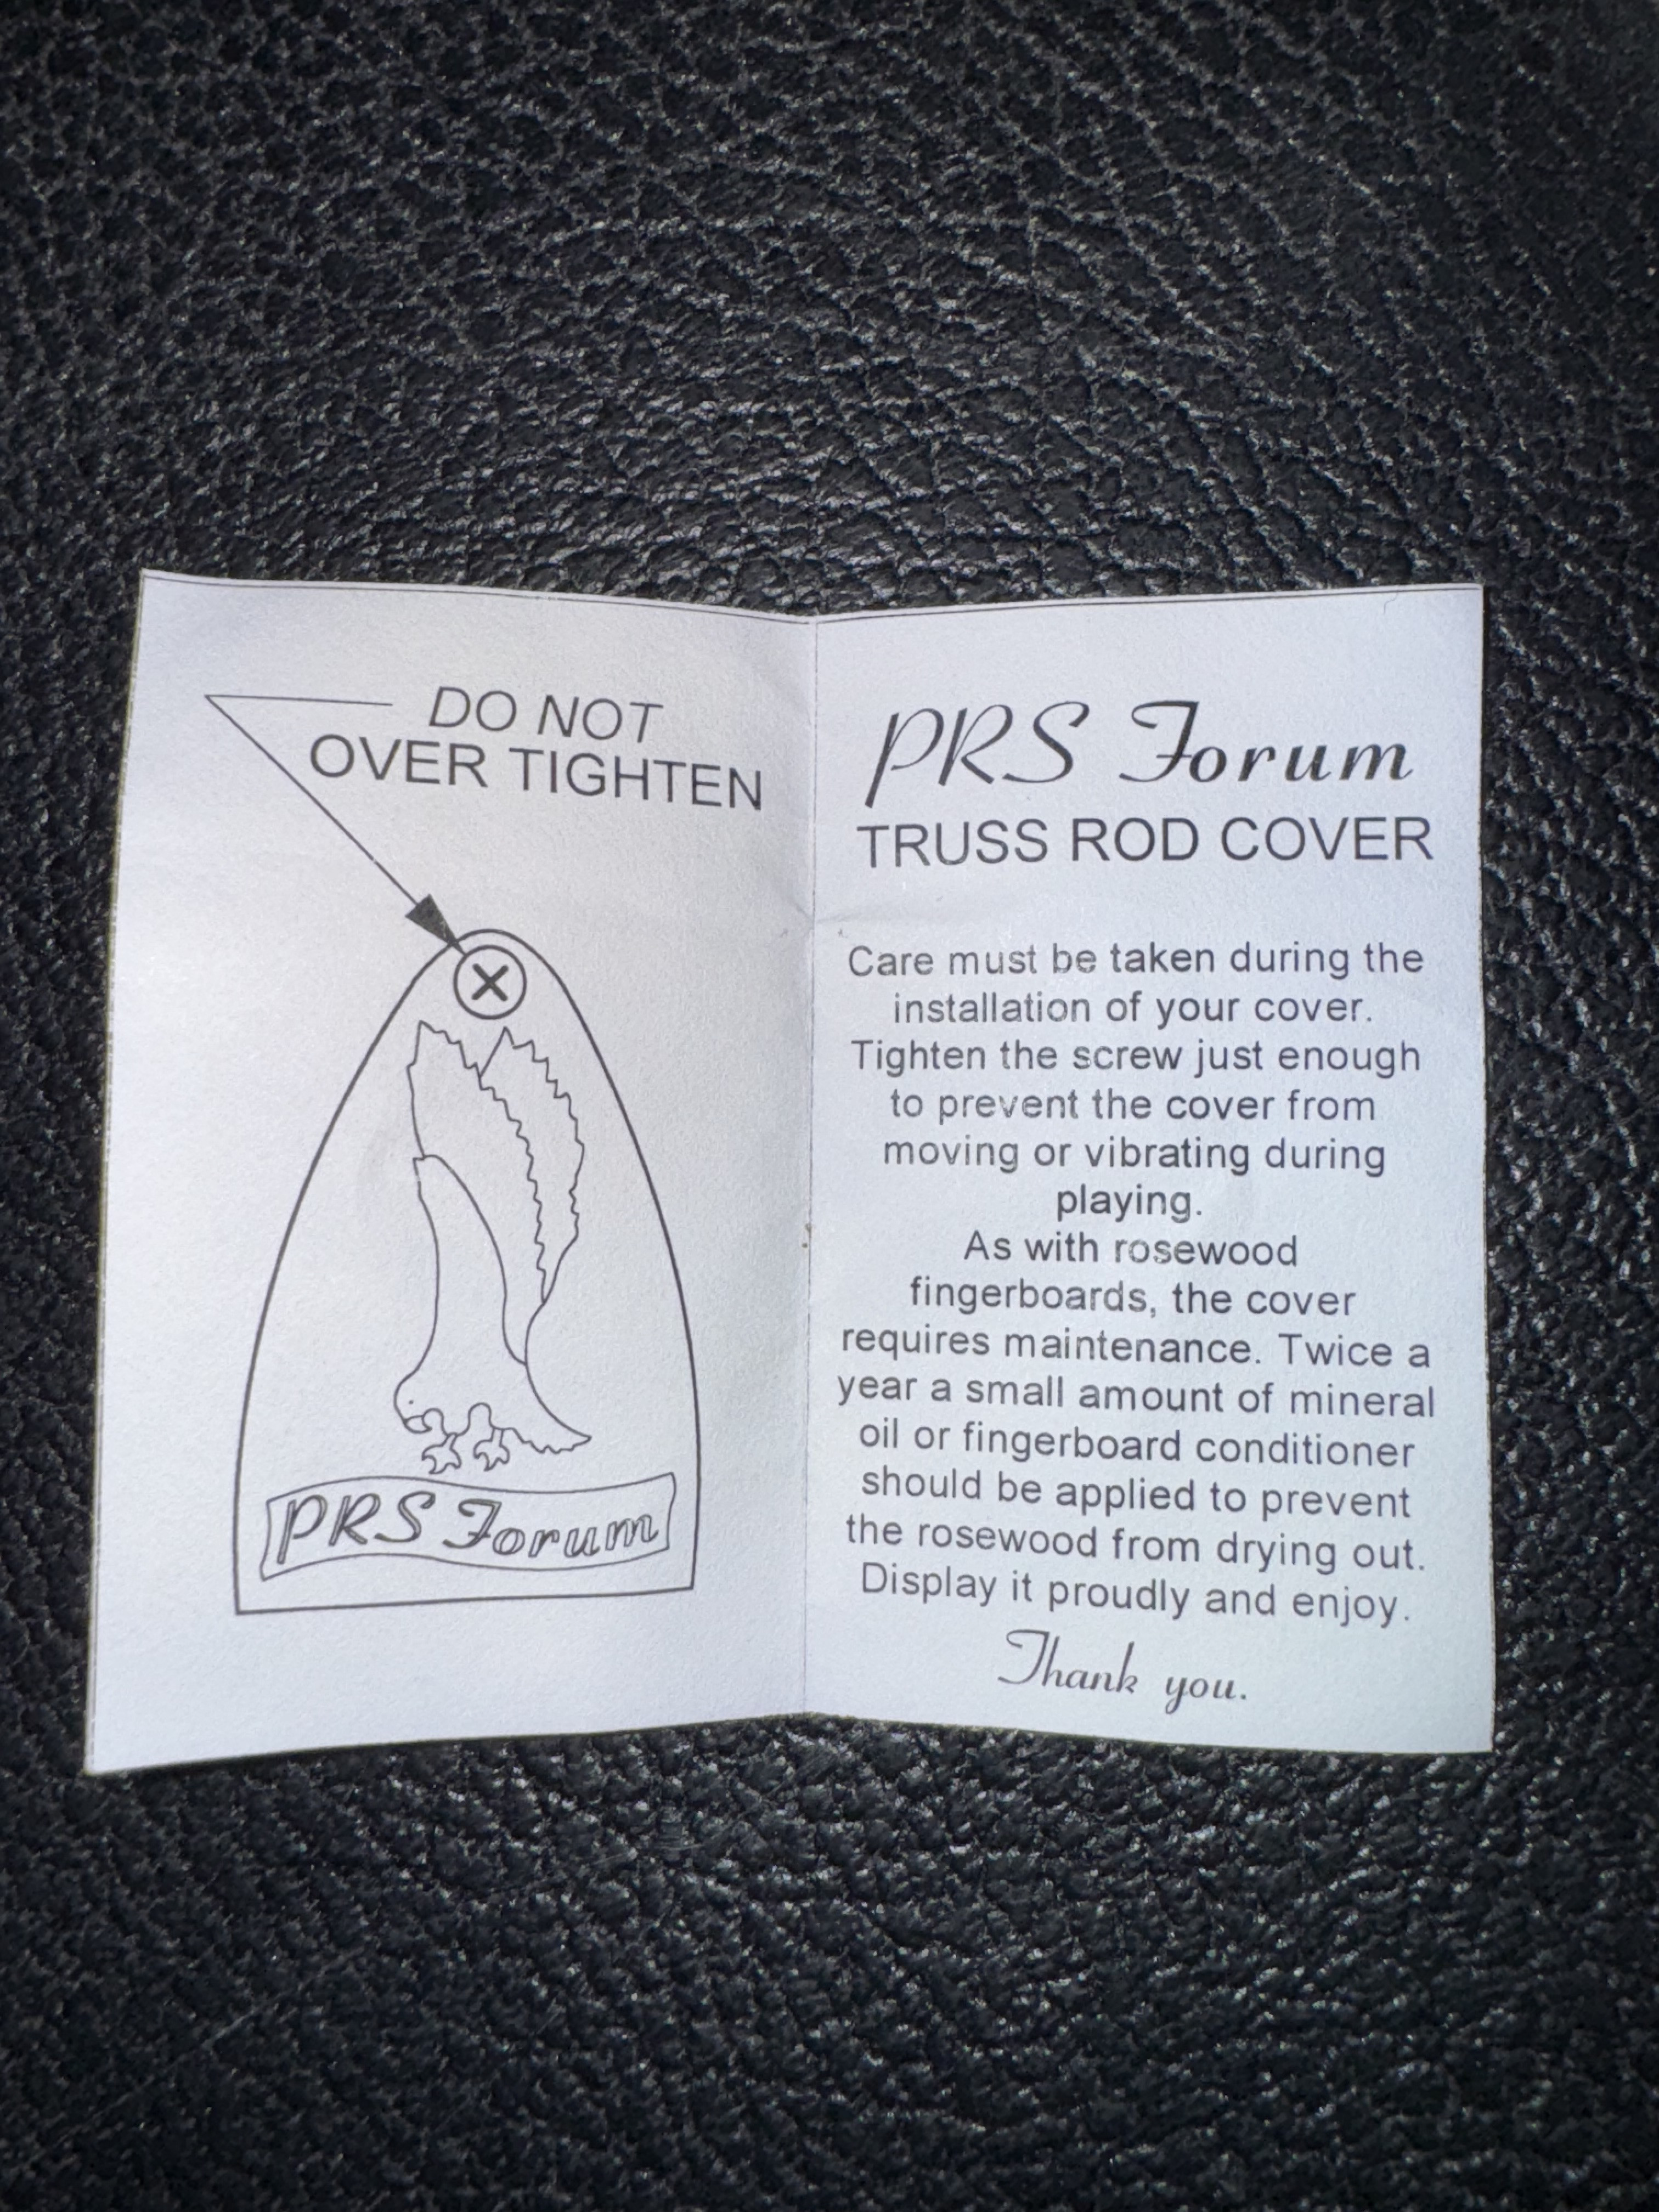 DO NOT
OVER TIGHTEN
PRS Forum
PRS Forum
TRUSS ROD COVER
Care must be taken during the
installation of your cover.
Tighten the screw just enough
to prevent the cover from
moving or vibrating during
playing.
As with rosewood
fingerboards, the cover
requires maintenance. Twice a
year a small amount of mineral
oil or fingerboard conditioner
should be applied to prevent
the rosewood from drying out.
Display it proudly and enjoy.
Thank you.